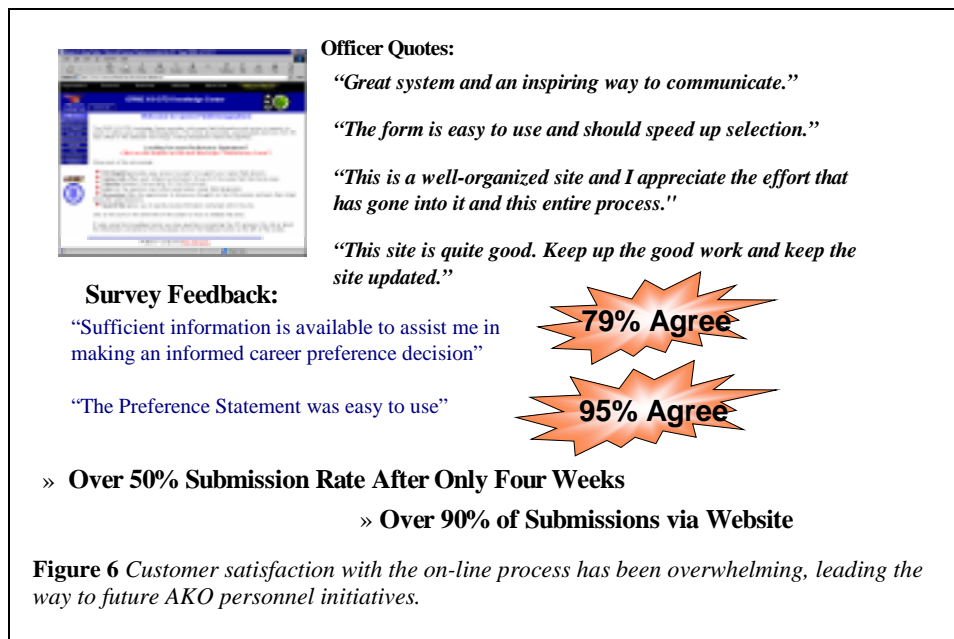 Officer Quotes:
“Great system and an inspiring way to communicate.”
“The form is easy to use and should speed up selection.”
“This is a well-organized site and I appreciate the effort that
has gone into it and this entire process."
“This site is quite good. Keep up the good work and keep the
site updated.”
Survey Feedback:
“Sufficient information is available to assist me in
making an informed career preference decision”
79% Agree
“The Preference Statement was easy to use”
95% Agree
» Over 50% Submission Rate After Only Four Weeks
» Over 90% of Submissions via Website
Figure 6 Customer satisfaction with the on-line process has been overwhelming, leading the
way to future AKO personnel initiatives.